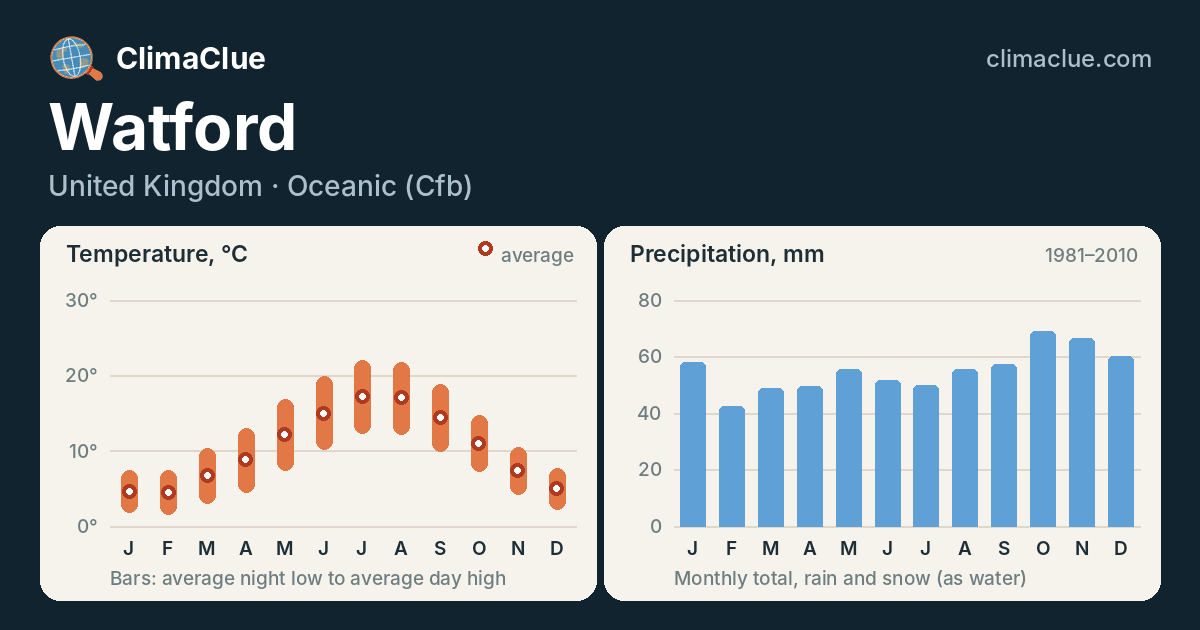 ClimaClue
climaclue.com
Watford
United Kingdom · Oceanic (Cfb)
Temperature, °C
average
30°
20°
10°
0°
J F M A M J J A S O N D
Bars: average night low to average day high
Precipitation, mm
1981–2010
80
60
40
20
0
J F M A M J J A S O N D
Monthly total, rain and snow (as water)